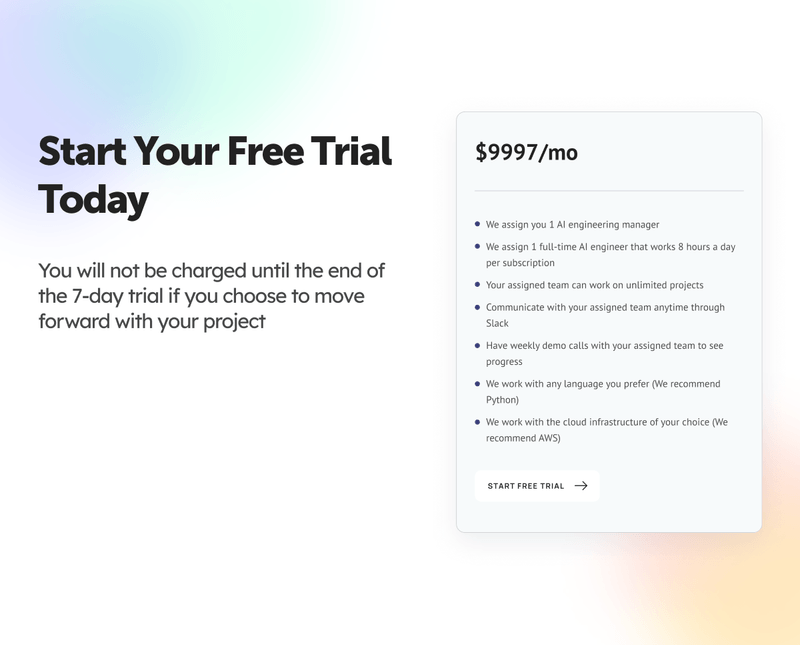 Start Your Free Trial
Today
You will not be charged until the end of
the 7-day trial if you choose to move
forward with your project
$9997/mo
We assign you 1 AI engineering manager
We assign 1 full-time AI engineer that works 8 hours a day
per subscription
Your assigned team can work on unlimited projects
Communicate with your assigned team anytime through
Slack
Have weekly demo calls with your assigned team to see
progress
We work with any language you prefer (We recommend
Python)
We work with the cloud infrastructure of your choice (We
recommend AWS)
START FREE TRIAL